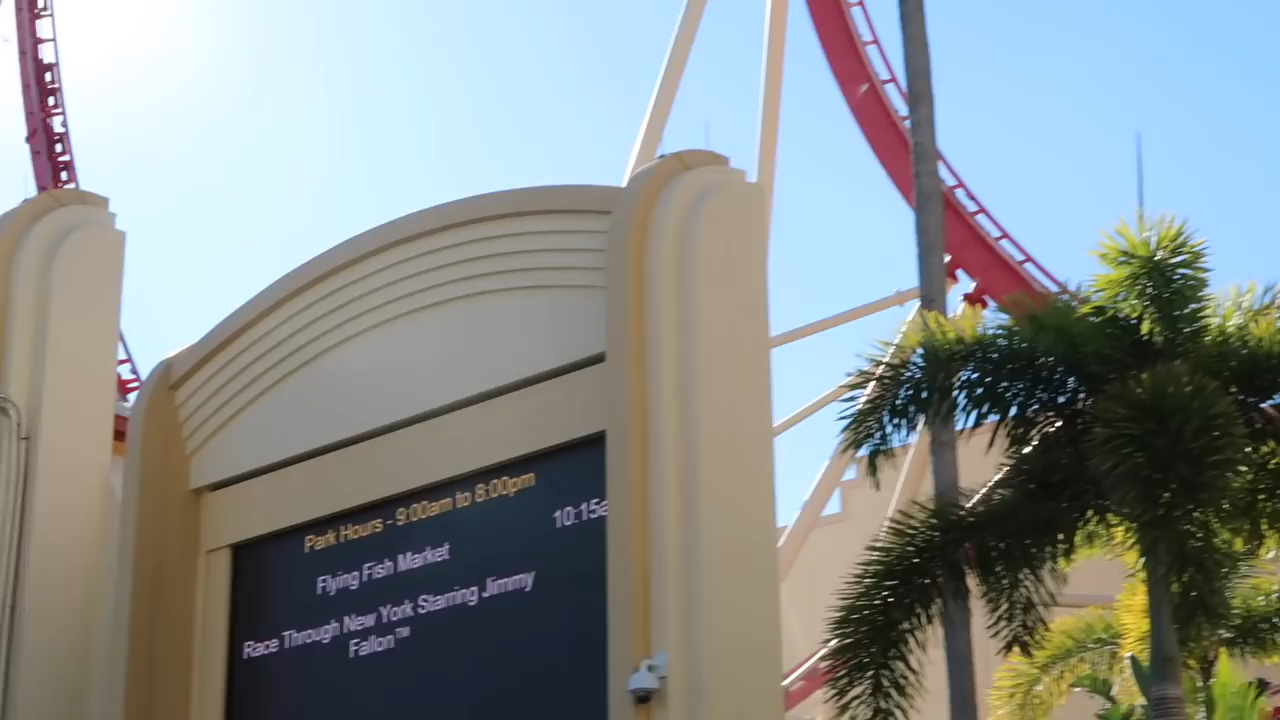 Park Hours - 9:00am to 8:00pm
10:15a
Flying Fish Market
Race Through New York Starring Jimmy
Fallon™